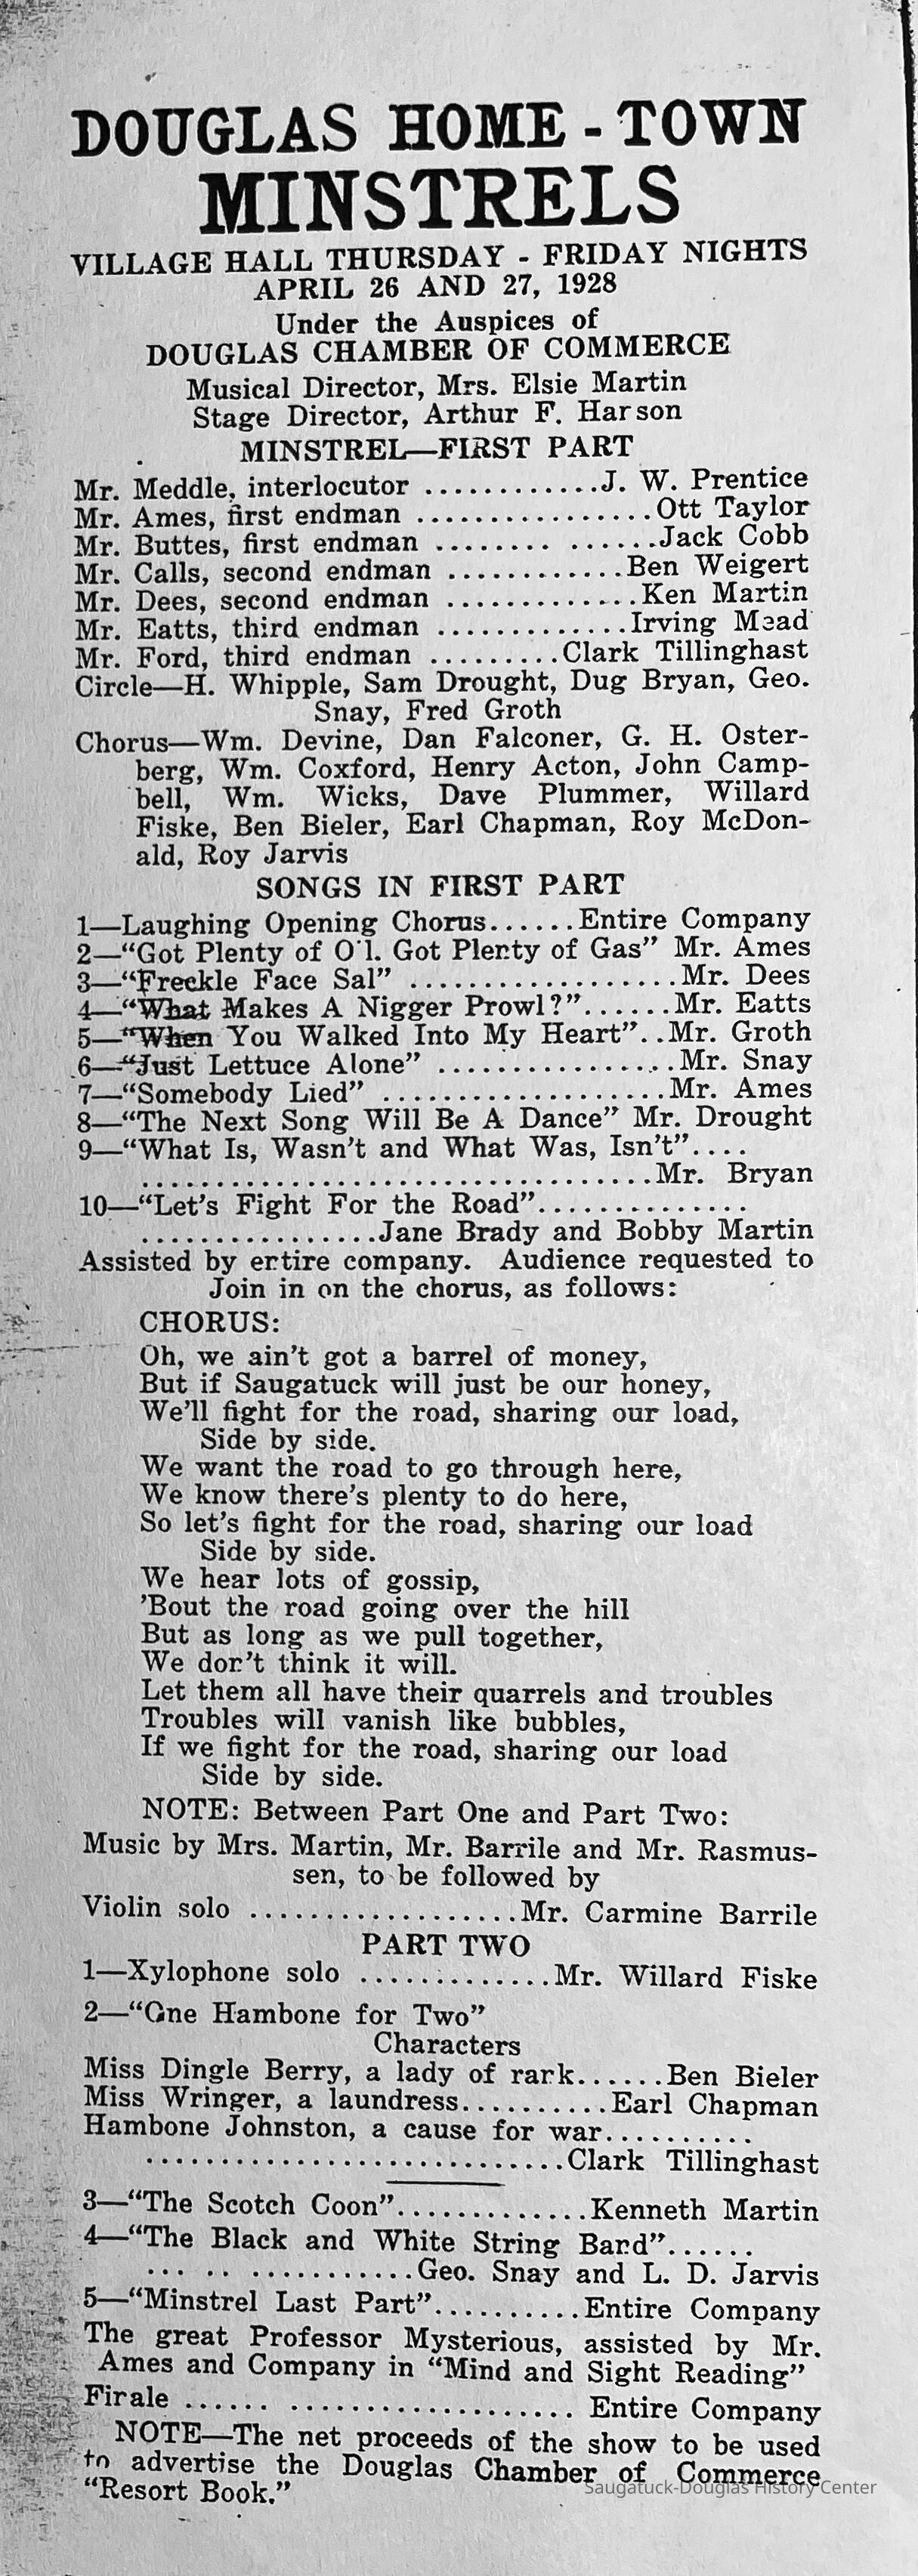 DOUGLAS HOME - TOWN
MINSTRELS
VILLAGE HALL THURSDAY - FRIDAY NIGHTS
APRIL 26 AND 27, 1928
Under the Auspices of
DOUGLAS CHAMBER OF COMMERCE
Musical Director, Mrs. Elsie Martin
Stage Director, Arthur F. Harson
MINSTREL—FIRST PART
Mr. Meddle, interlocutor ............J. W. Prentice
Mr. Ames, first endman ................Ott Taylor
Mr. Buttes, first endman ........ ......Jack Cobb
Mr. Calls, second endman ............Ben Weigert
Mr. Dees, second endman .............Ken Martin
Mr. Eatts, third endman .............Irving Mead
Mr. Ford, third endman .........Clark Tillinghast
Circle—H. Whipple, Sam Drought, Dug Bryan, Geo.
Snay, Fred Groth
Chorus—Wm. Devine, Dan Falconer, G. H. Oster-
berg, Wm. Coxford, Henry Acton, John Camp-
bell, Wm. Wicks, Dave Plummer, Willard
Fiske, Ben Bieler, Earl Chapman, Roy McDon-
ald, Roy Jarvis
SONGS IN FIRST PART
1—Laughing Opening Chorus......Entire Company
2—“Got Plenty of O'l. Got Plenty of Gas” Mr. Ames
3—“Freckle Face Sal” ..................Mr. Dees
4—“What Makes A Nigger Prowl?”......Mr. Eatts
5—“When You Walked Into My Heart”..Mr. Groth
6—“Just Lettuce Alone” ................Mr. Snay
7—“Somebody Lied” ...................Mr. Ames
8—“The Next Song Will Be A Dance” Mr. Drought
9—“What Is, Wasn't and What Was, Isn't”....
..................................Mr. Bryan
10—“Let's Fight For the Road”..............
................Jane Brady and Bobby Martin
Assisted by entire company. Audience requested to
Join in on the chorus, as follows:
CHORUS:
Oh, we ain't got a barrel of money,
But if Saugatuck will just be our honey,
We'll fight for the road, sharing our load,
Side by side.
We want the road to go through here,
We know there's plenty to do here,
So let's fight for the road, sharing our load
Side by side.
We hear lots of gossip,
'Bout the road going over the hill
But as long as we pull together,
We don't think it will.
Let them all have their quarrels and troubles
Troubles will vanish like bubbles,
If we fight for the road, sharing our load
Side by side.
NOTE: Between Part One and Part Two:
Music by Mrs. Martin, Mr. Barrile and Mr. Rasmus-
sen, to be followed by
Violin solo ..................Mr. Carmine Barrile
PART TWO
1—Xylophone solo .............Mr. Willard Fiske
2—“One Hambone for Two”
Characters
Miss Dingle Berry, a lady of rank......Ben Bieler
Miss Wringer, a laundress..........Earl Chapman
Hambone Johnston, a cause for war..........
............................Clark Tillinghast
3—“The Scotch Coon”.............Kenneth Martin
4—“The Black and White String Band”......
... .. ...........Geo. Snay and L. D. Jarvis
5—“Minstrel Last Part”..........Entire Company
The great Professor Mysterious, assisted by Mr.
Ames and Company in “Mind and Sight Reading”
Finale ...... ................... Entire Company
NOTE—The net proceeds of the show to be used
to advertise the Douglas Chamber of Commerce
“Resort Book.”
Saugatuck-Douglas History Center